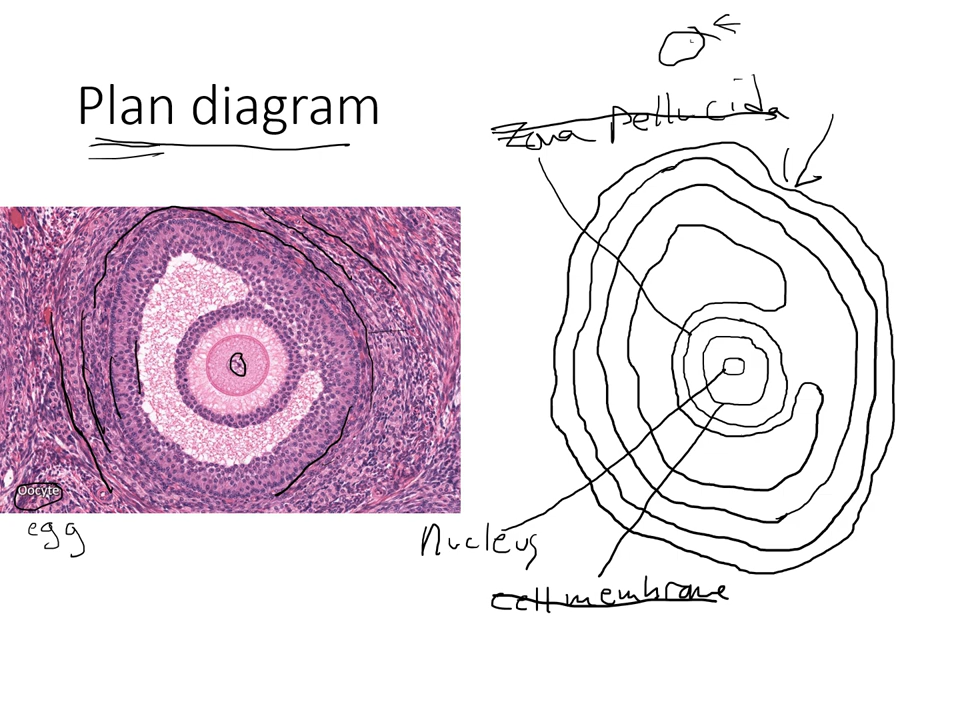 Plan diagram
Zona pellucida
Oocyte
egg
Nucleus
cell membrane